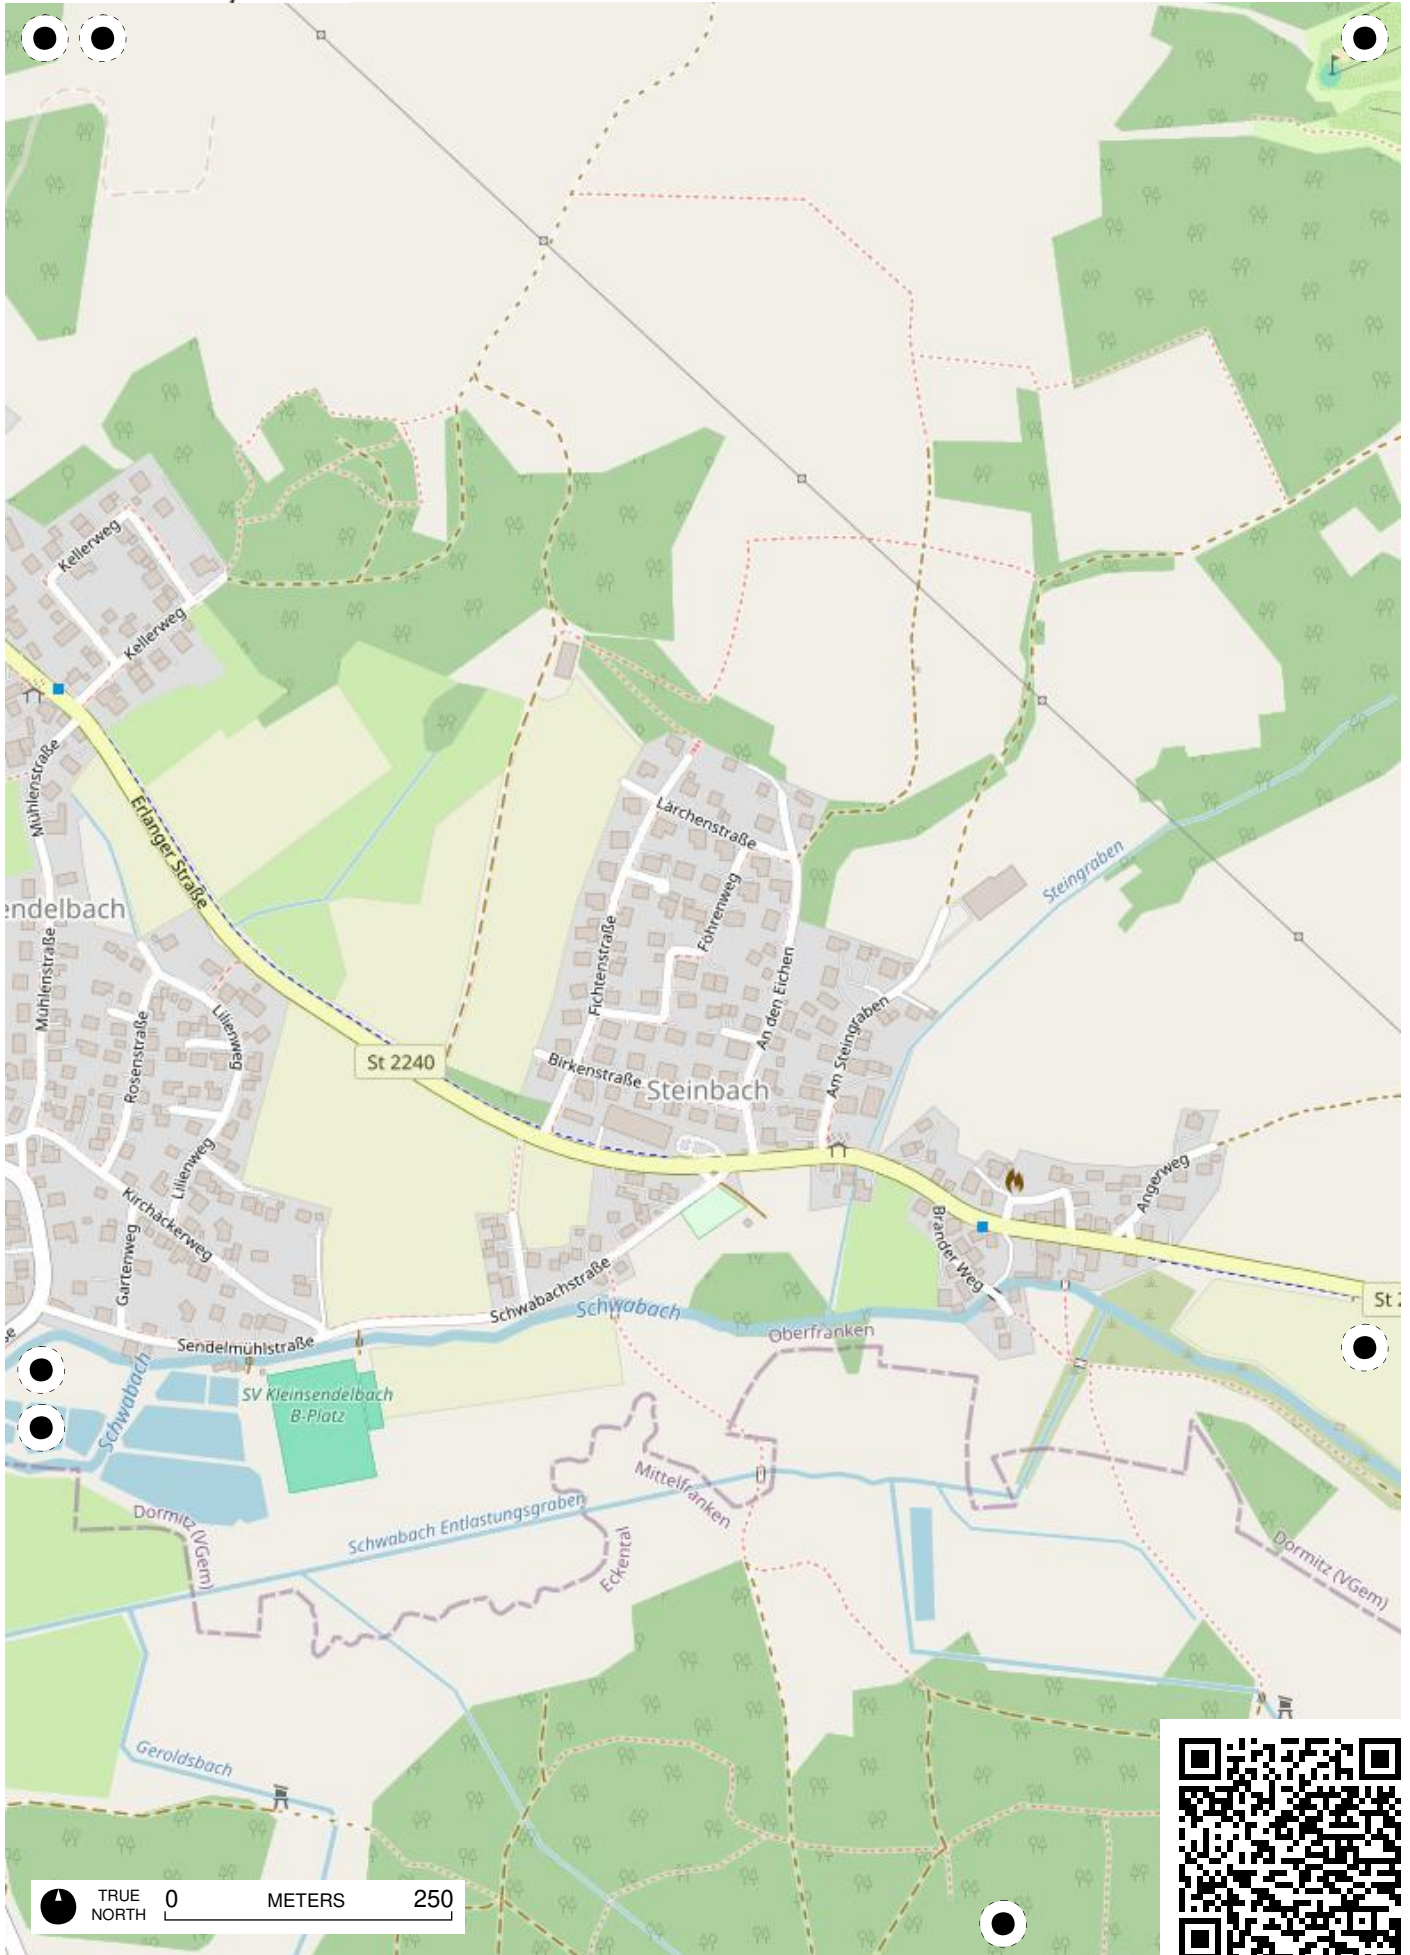 Kellerweg
Kellerweg
Mühlenstraße
Erlanger Straße
Lärchenstraße
Föhrenweg
Steingraben
endelbach
Mühlenstraße
Fichtenstraße
An den Eichen
Am Steingraben
Rosenstraße
Lilienweg
St 2240
Birkenstraße
Steinbach
Lilienweg
Kirchäckerweg
Gartenweg
Angerweg
Brander Weg
Schwabachstraße
Schwabach
St 2
Oberfranken
Sendelmühlstraße
Schwabach
SV Kleinsendelbach
B-Platz
Mittelfranken
Dormitz (VGem)
Schwabach Entlastungsgraben
Eckental
Dormitz (VGem)
Geroldsbach
TRUE
NORTH
0 METERS 250